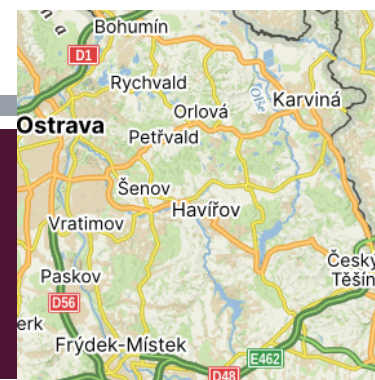 Bohumín
D1
Rychvald
Orlová
Olše
Karviná
Ostrava
Petřvald
Šenov
Havířov
Vratimov
Český
Těšín
Paskov
D56
erk
Frýdek-Místek
E462
D48